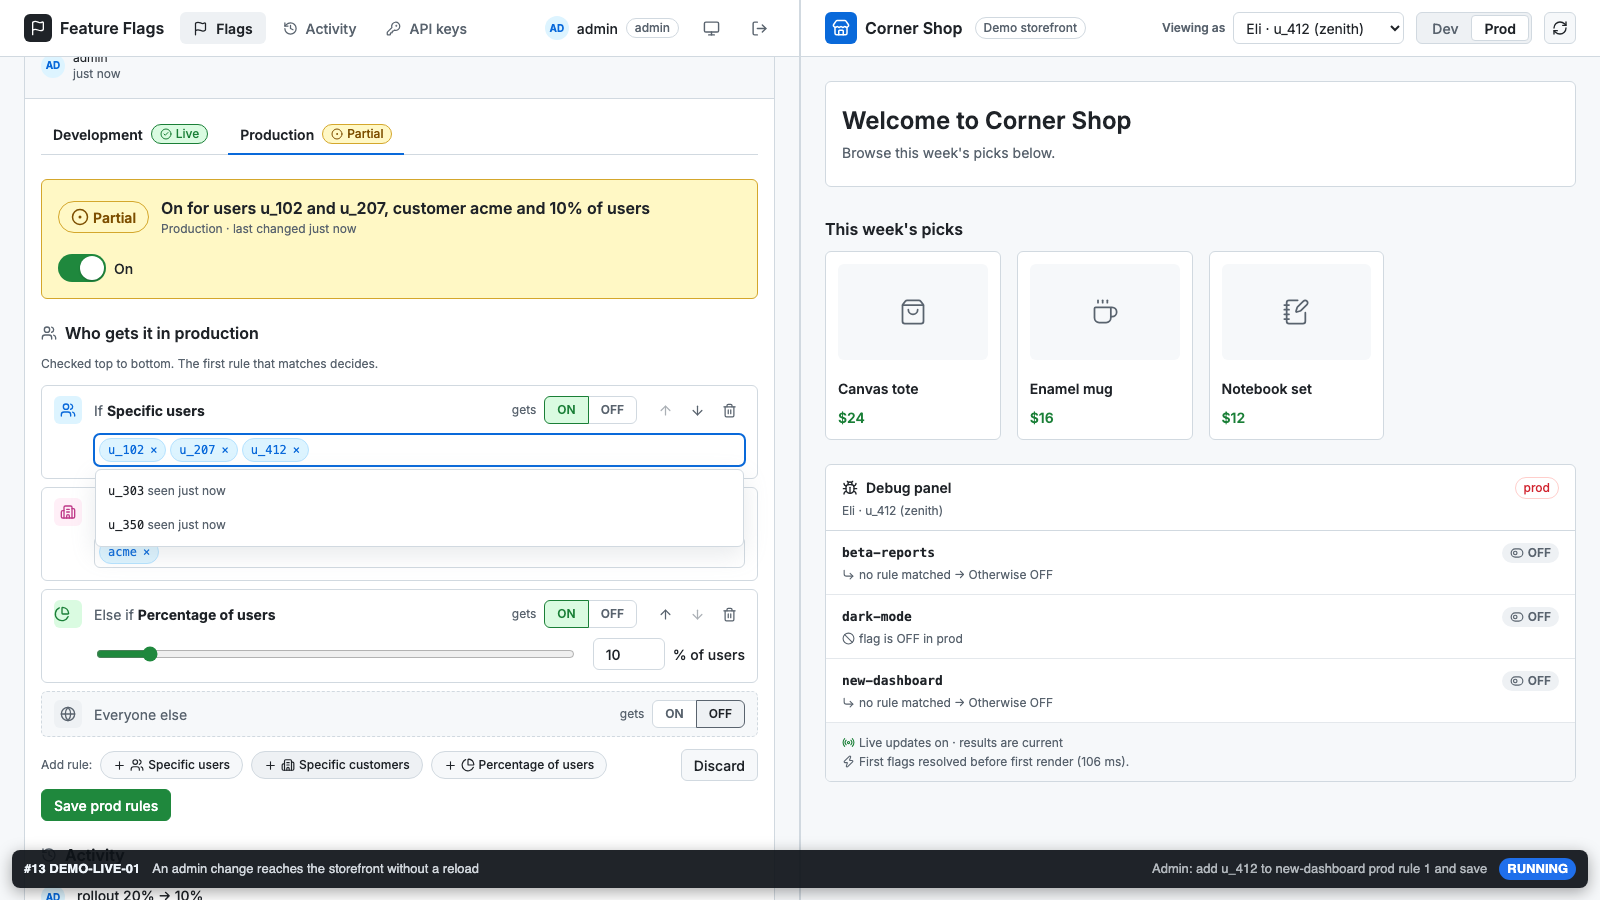 Feature Flags
Flags
Activity
API keys
AD admin admin
AD admin
just now
Development Live
Production Partial
Partial
On for users u_102 and u_207, customer acme and 10% of users
Production · last changed just now
On
Who gets it in production
Checked top to bottom. The first rule that matches decides.
If Specific users gets ON OFF
u_102 × u_207 × u_412 ×
u_303 seen just now
u_350 seen just now
acme ×
Else if Percentage of users gets ON OFF
10 % of users
Everyone else gets ON OFF
Add rule: + Specific users + Specific customers + Percentage of users Discard
Save prod rules
Activity
AD rollout 20% → 10%
Corner Shop Demo storefront
Viewing as Eli · u_412 (zenith) Dev Prod
Welcome to Corner Shop
Browse this week's picks below.
This week's picks
Canvas tote
$24
Enamel mug
$16
Notebook set
$12
Debug panel prod
Eli · u_412 (zenith)
beta-reports OFF
no rule matched → Otherwise OFF
dark-mode OFF
flag is OFF in prod
new-dashboard OFF
no rule matched → Otherwise OFF
Live updates on · results are current
First flags resolved before first render (106 ms).
#13 DEMO-LIVE-01 An admin change reaches the storefront without a reload
Admin: add u_412 to new-dashboard prod rule 1 and save RUNNING